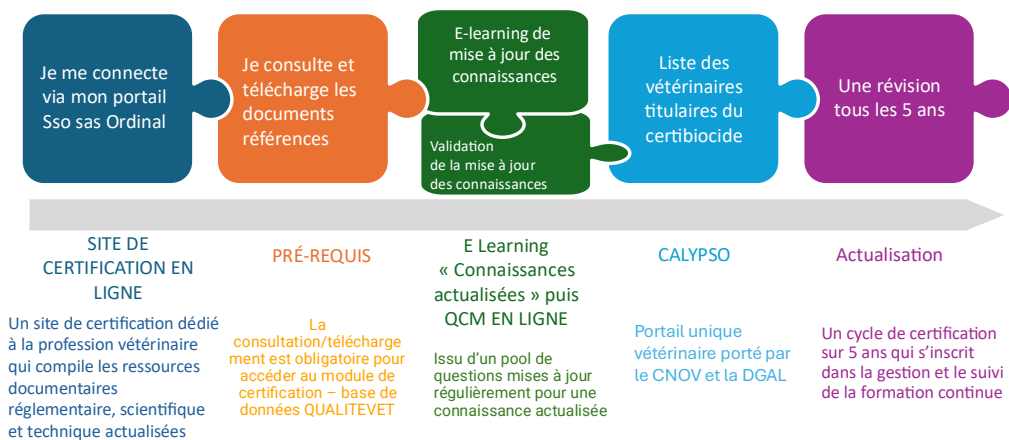 Je me connecte
via mon portail
Sso sas Ordinal
Je consulte et
télécharge les
documents
références
E-learning de
mise à jour des
connaissances
Validation
de la mise à jour
des connaissances
Liste des
vétérinaires
titulaires du
certibiocide
Une révision
tous les 5 ans
SITE DE
CERTIFICATION EN
LIGNE
Un site de certification dédié
à la profession vétérinaire
qui compile les ressources
documentaires
réglementaire, scientifique
et technique actualisées
PRÉ-REQUIS
La
consultation/télécharge
ment est obligatoire pour
accéder au module de
certification – base de
données QUALITEVET
E Learning
« Connaissances
actualisées » puis
QCM EN LIGNE
Issu d’un pool de
questions mises à jour
régulièrement pour une
connaissance actualisée
CALYPSO
Portail unique
vétérinaire porté par
le CNOV et la DGAL
Actualisation
Un cycle de certification
sur 5 ans qui s’inscrit
dans la gestion et le suivi
de la formation continue